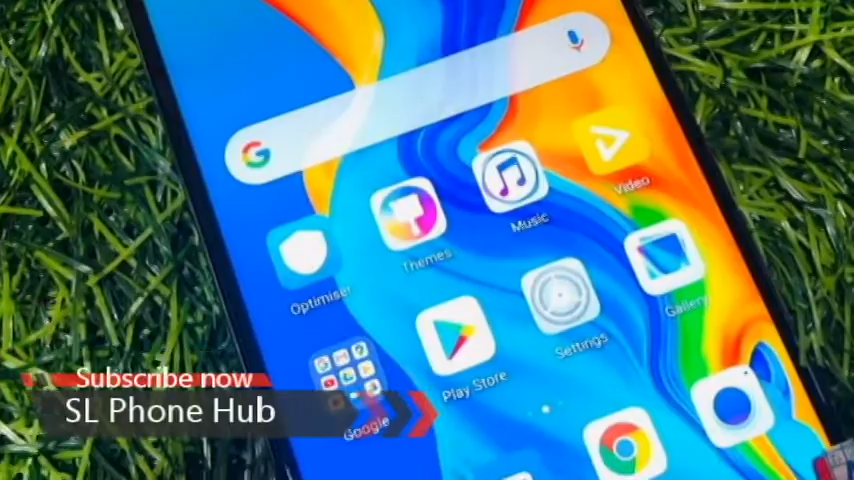 Video
Music
Themes
Optimiser
Gallery
Settings
Play Store
Google
Subscribe now
SL Phone Hub